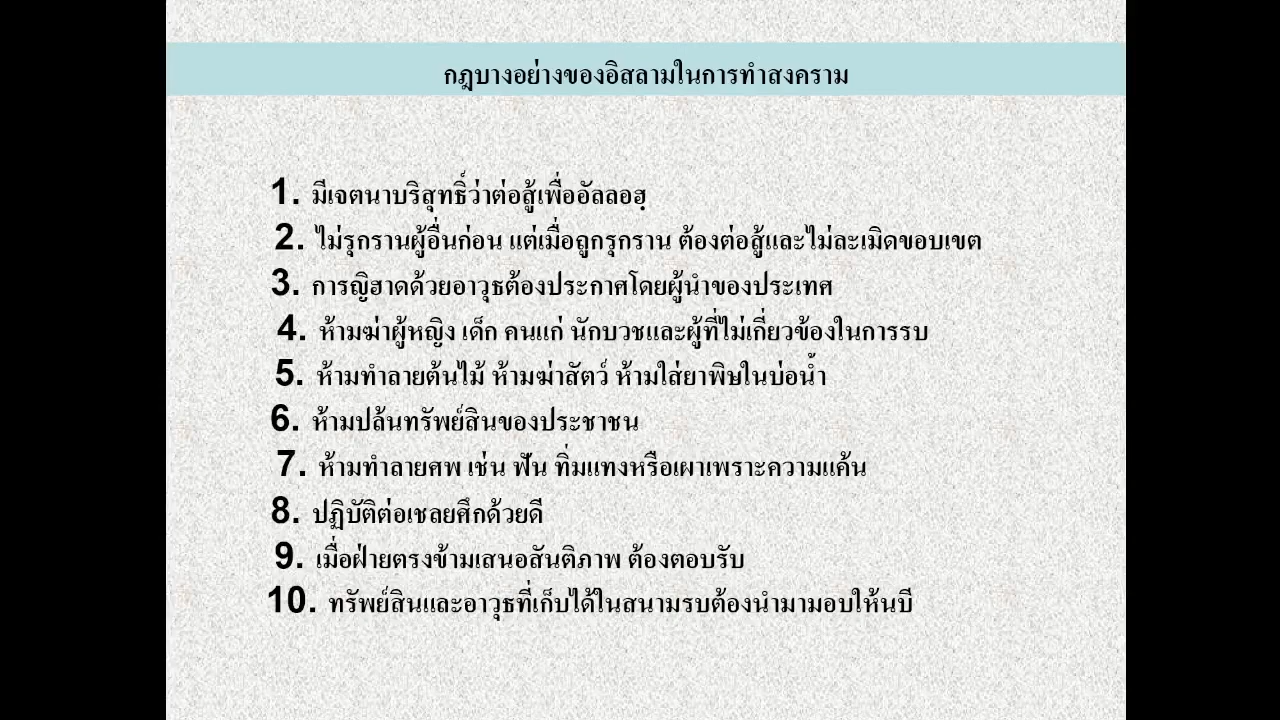 กฎบางอย่างของอิสลามในการทำสงคราม
1. มีเจตนาบริสุทธิ์ว่าต่อสู้เพื่ออัลลอฮฺ
2. ไม่รุกรานผู้อื่นก่อน แต่เมื่อถูกรุกราน ต้องต่อสู้และไม่ละเมิดขอบเขต
3. การญิฮาดด้วยอาวุธต้องประกาศโดยผู้นำของประเทศ
4. ห้ามฆ่าผู้หญิง เด็ก คนแก่ นักบวชและผู้ที่ไม่เกี่ยวข้องในการรบ
5. ห้ามทำลายต้นไม้ ห้ามฆ่าสัตว์ ห้ามใส่ยาพิษในบ่อน้ำ
6. ห้ามปล้นทรัพย์สินของประชาชน
7. ห้ามทำลายศพ เช่น ฟัน ทิ่มแทงหรือเผาเพราะความแค้น
8. ปฏิบัติต่อเชลยศึกด้วยดี
9. เมื่อฝ่ายตรงข้ามเสนอสันติภาพ ต้องตอบรับ
10. ทรัพย์สินและอาวุธที่เก็บได้ในสนามรบต้องนำมามอบให้นบี